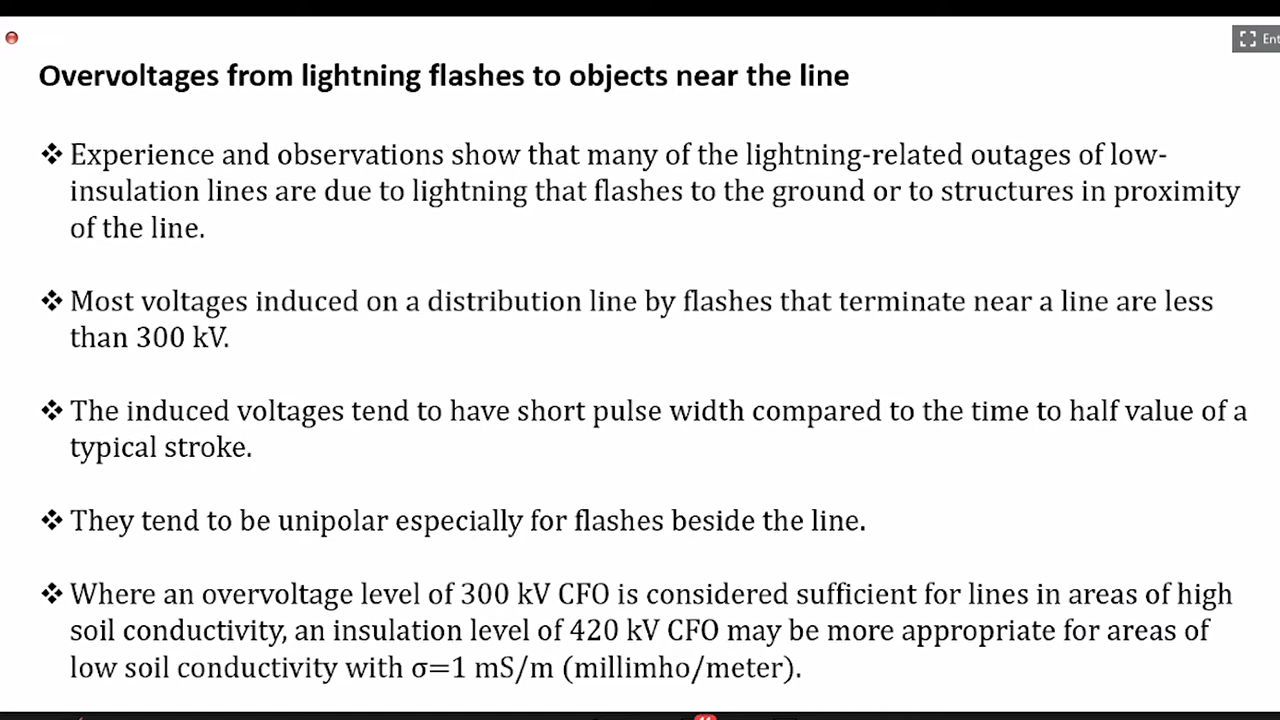 Ent
Overvoltages from lightning flashes to objects near the line
❖ Experience and observations show that many of the lightning-related outages of low-
insulation lines are due to lightning that flashes to the ground or to structures in proximity
of the line.
❖ Most voltages induced on a distribution line by flashes that terminate near a line are less
than 300 kV.
❖ The induced voltages tend to have short pulse width compared to the time to half value of a
typical stroke.
❖ They tend to be unipolar especially for flashes beside the line.
❖ Where an overvoltage level of 300 kV CFO is considered sufficient for lines in areas of high
soil conductivity, an insulation level of 420 kV CFO may be more appropriate for areas of
low soil conductivity with σ=1 mS/m (millimho/meter).